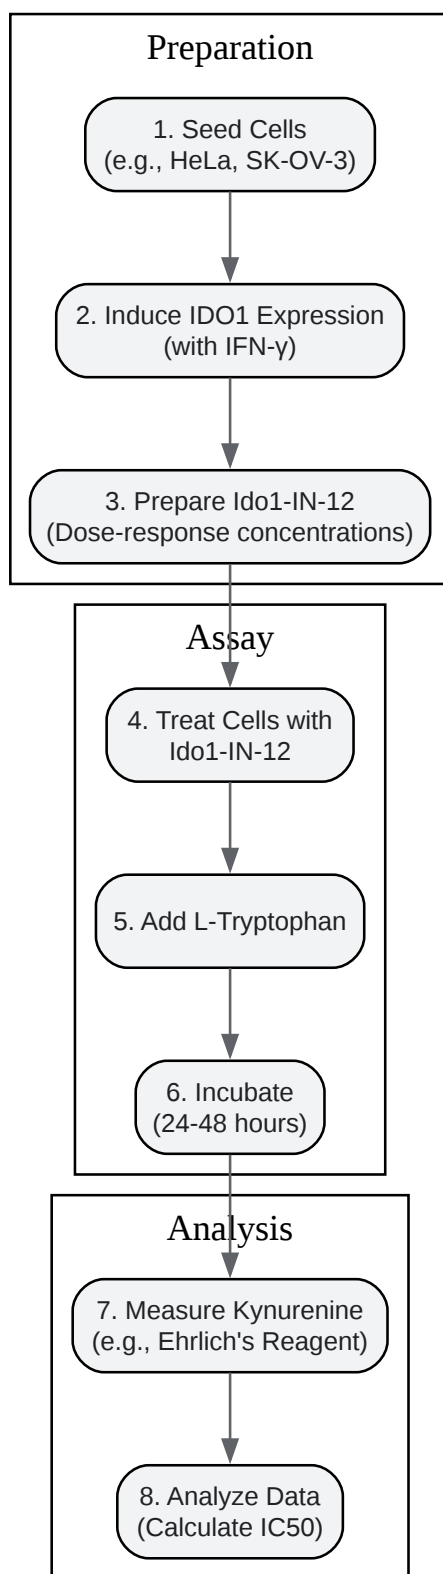 Preparation
1. Seed Cells
(e.g., HeLa, SK-OV-3)
2. Induce IDO1 Expression
(with IFN-γ)
3. Prepare Ido1-IN-12
(Dose-response concentrations)
Assay
4. Treat Cells with
Ido1-IN-12
5. Add L-Tryptophan
6. Incubate
(24-48 hours)
Analysis
7. Measure Kynurenine
(e.g., Ehrlich's Reagent)
8. Analyze Data
(Calculate IC50)